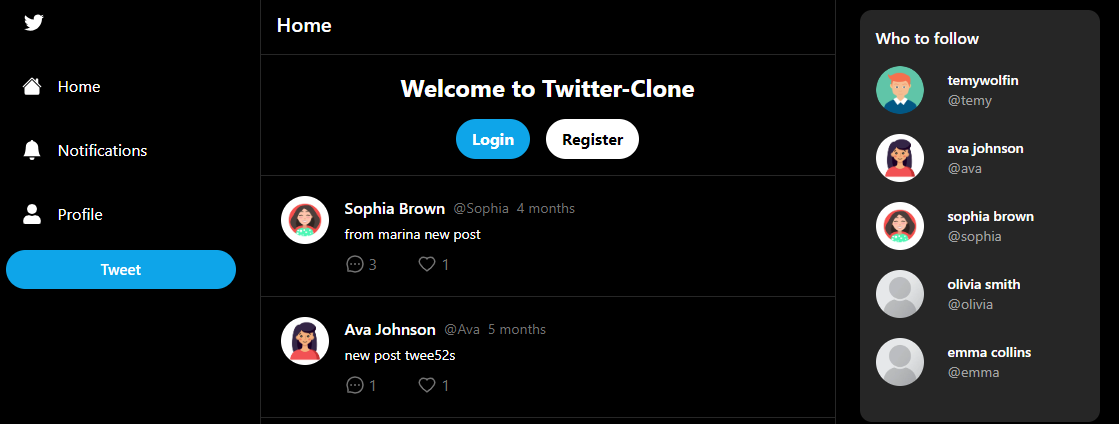 Home
Notifications
Profile
Tweet
Home
Welcome to Twitter-Clone
Login Register
Sophia Brown @Sophia 4 months
from marina new post
3 1
Ava Johnson @Ava 5 months
new post twee52s
1 1
Who to follow
temywolfin
@temy
ava johnson
@ava
sophia brown
@sophia
olivia smith
@olivia
emma collins
@emma